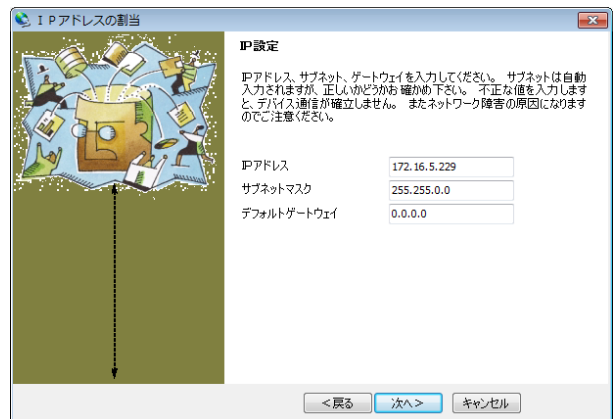 ＩＰアドレスの割当
IP設定
IPアドレス、サブネット、ゲートウェイを入力してください。 サブネットは自動
入力されますが、正しいかどうかお確かめ下さい。 不正な値を入力します
と、デバイス通信が確立しません。 またネットワーク障害の原因になります
のでご注意ください。
IPアドレス 172.16.5.229
サブネットマスク 255.255.0.0
デフォルトゲートウェイ 0.0.0.0
<戻る 次へ> キャンセル